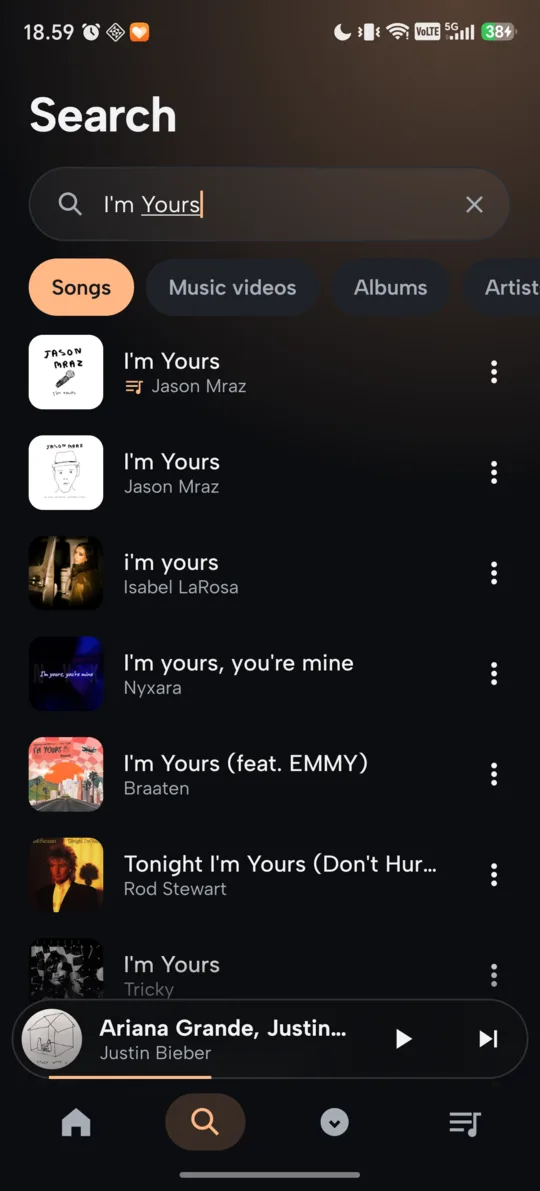 18.59
VoLTE
5G
38
Search
I'm Yours
Songs
Music videos
Albums
Artist
JASON
MRAZ
I'm YOURS
I'm Yours
Jason Mraz
JASON MRAZ
I'm Yours
Jason Mraz
i'm yours
Isabel LaRosa
I'm yours, you're mine
I'm yours, you're mine
Nyxara
I'M YOURS
I'm Yours (feat. EMMY)
Braaten
Tonight I'm Yours (Don't Hur...
Rod Stewart
I'm Yours
Tricky
Ariana Grande, Justin...
Justin Bieber